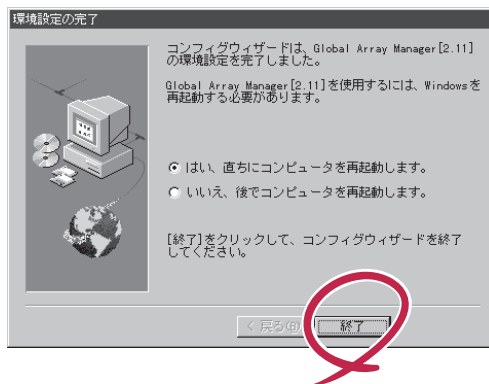 環境設定の完了
コンフィグウィザードは、Global Array Manager[2.11]
の環境設定を完了しました。
Global Array Manager[2.11]を使用するには、Windowsを
再起動する必要があります。
はい、直ちにコンピュータを再起動します。
いいえ、後でコンピュータを再起動します。
[終了]をクリックして、コンフィグウィザードを終了
してください。
< 戻る(B)
終了